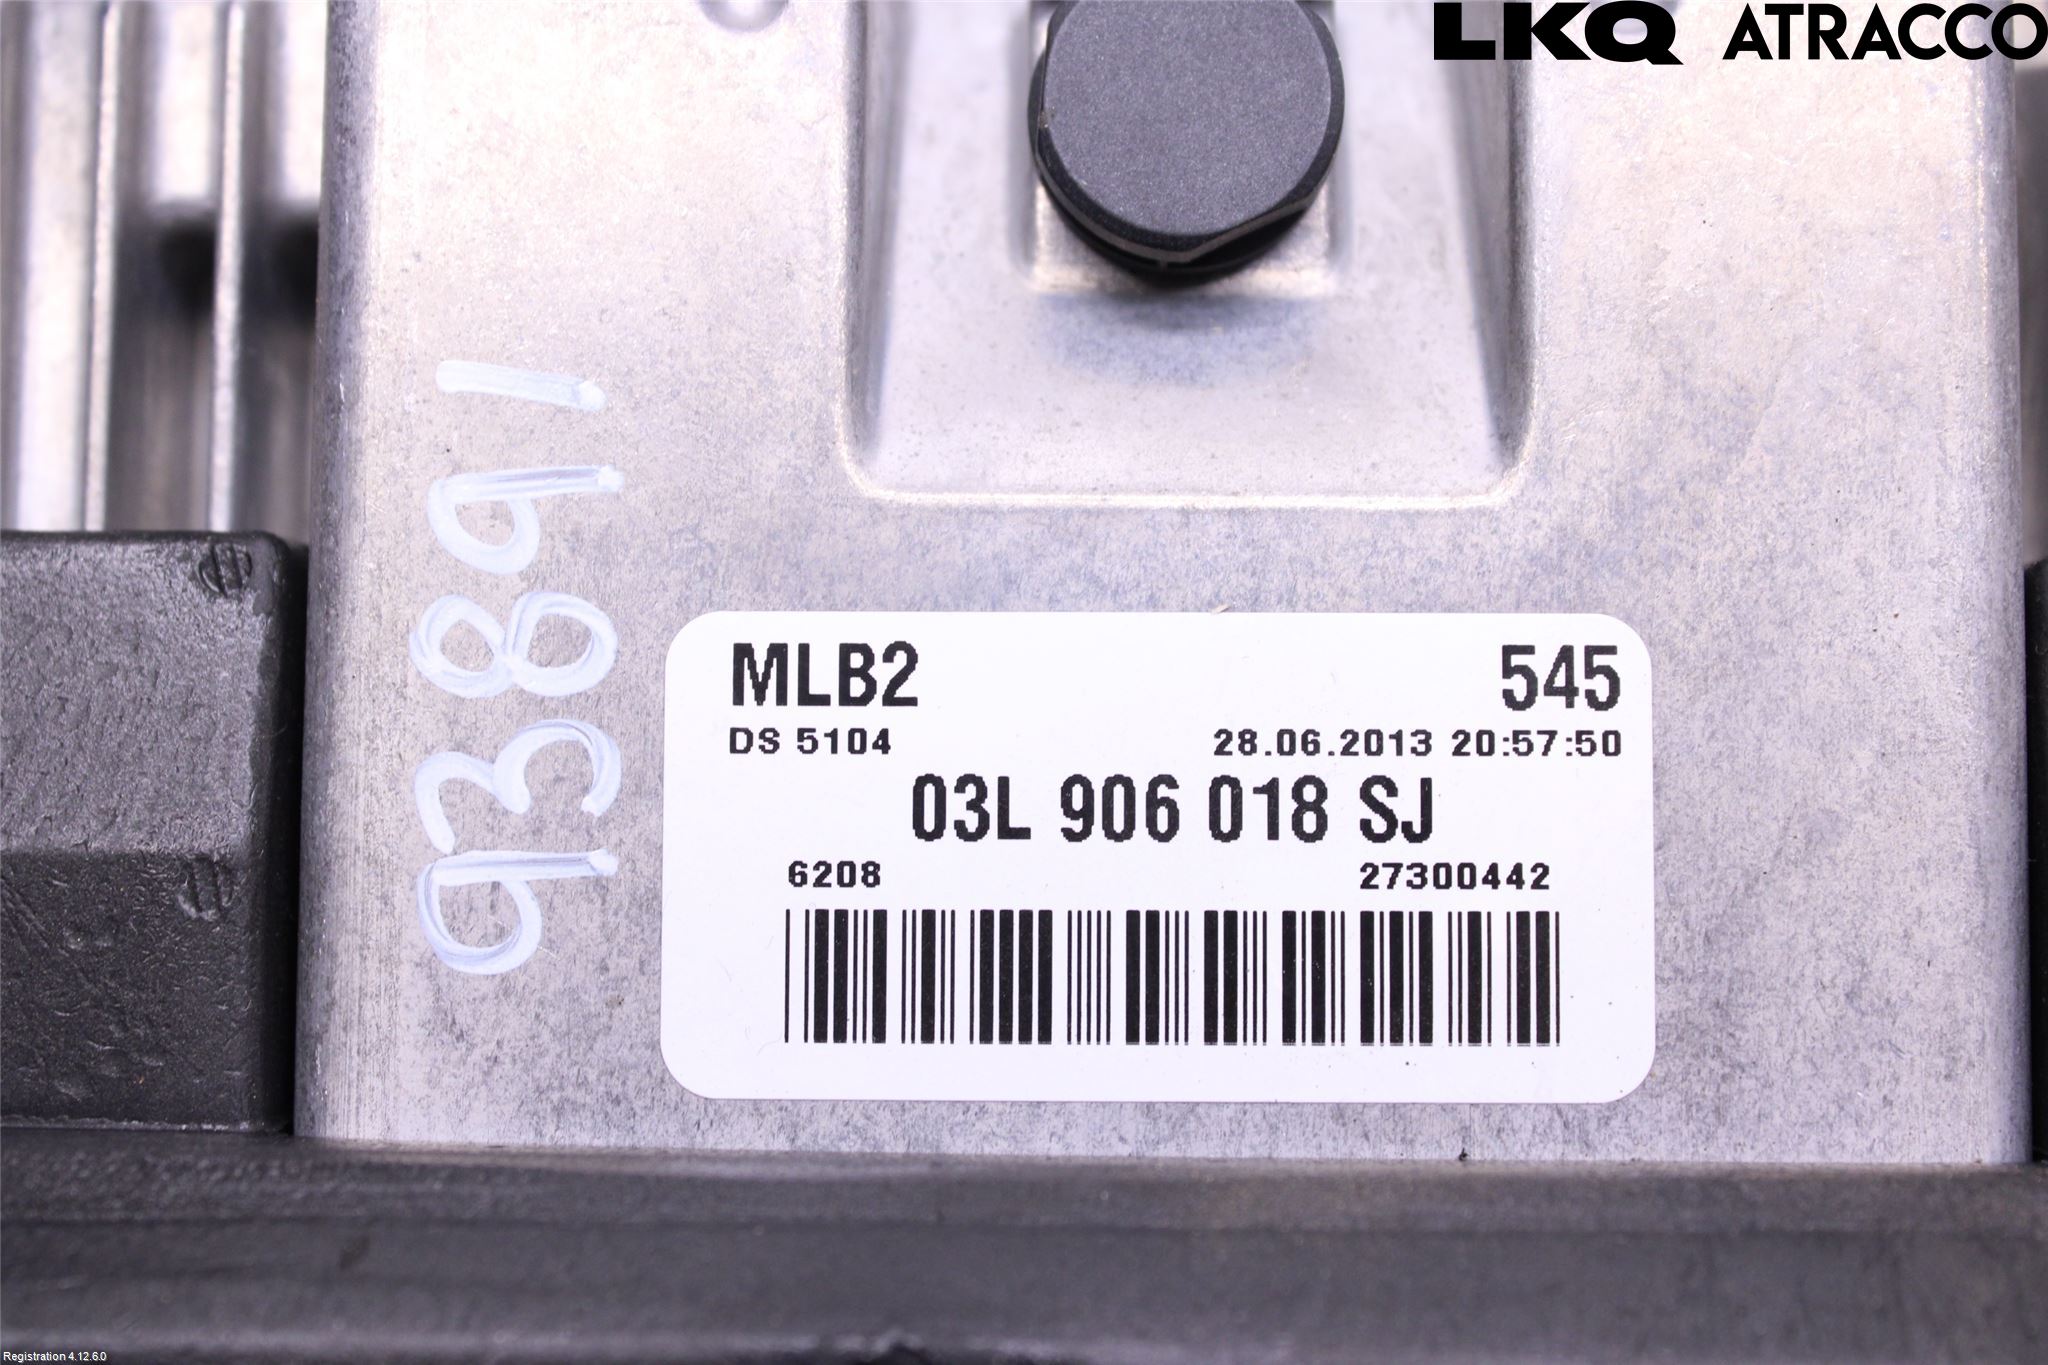 LKQ ATRACCO
93891
MLB2 545
DS 5104 28.06.2013 20:57:50
03L 906 018 SJ
6208 27300442
Registration 4.12.6.0